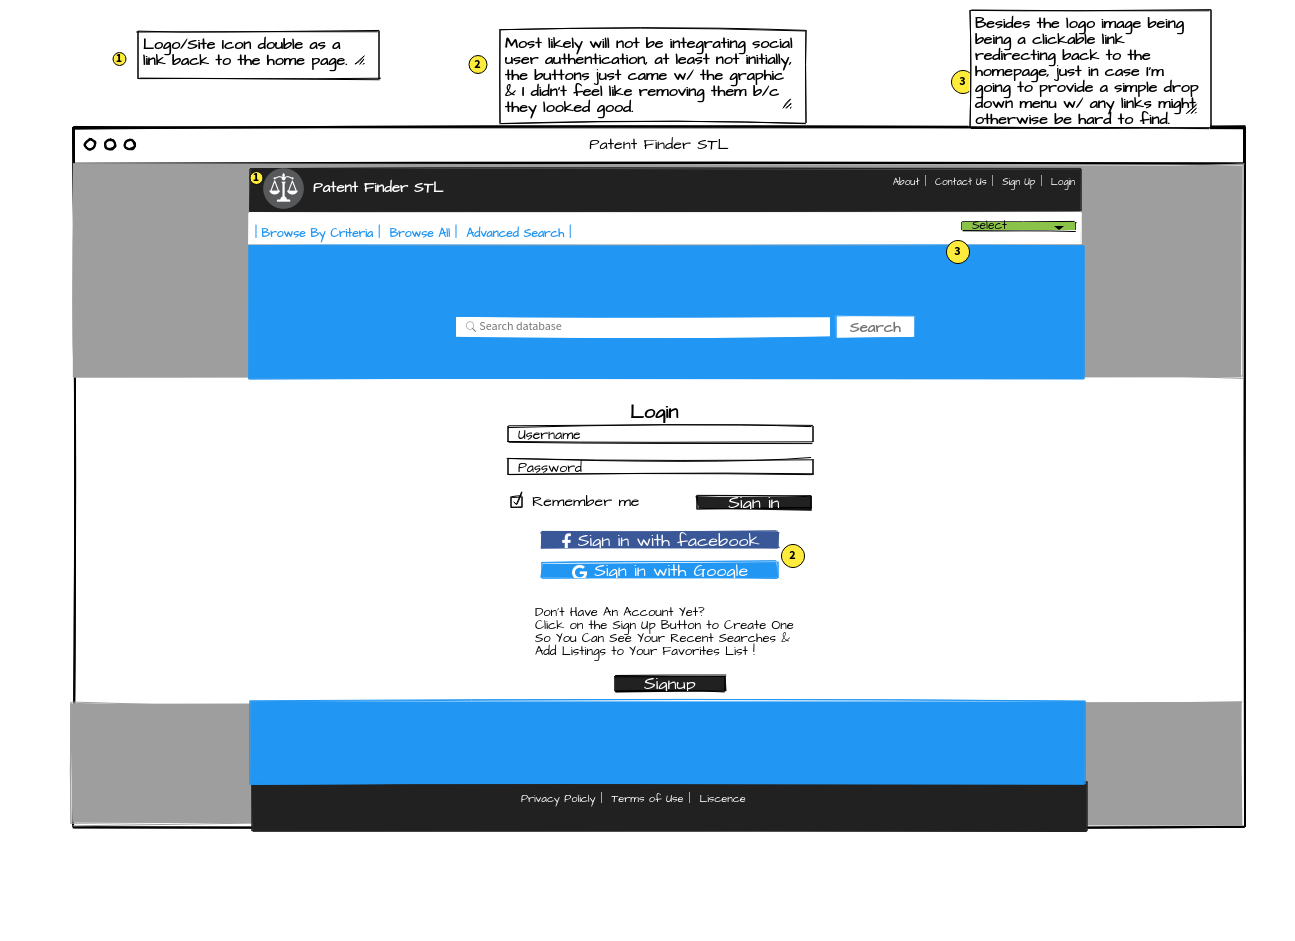 1
Logo/Site Icon double as a
link back to the home page.
2
Most likely will not be integrating social
user authentication, at least not initially,
the buttons just came w/ the graphic
& I didn't feel like removing them b/c
they looked good.
3
Besides the logo image being
being a clickable link
redirecting back to the
homepage, just in case I'm
going to provide a simple drop
down menu w/ any links might
otherwise be hard to find.
Patent Finder STL
1
Patent Finder STL
About | Contact Us | Sign Up | Login
| Browse By Criteria | Browse All | Advanced Search |
Select
3
Search database
Search
Login
Username
Password
Remember me
Sign in
Sign in with facebook
2
Sign in with Google
Don't Have An Account Yet?
Click on the Sign Up Button to Create One
So You Can See Your Recent Searches &
Add Listings to Your Favorites List !
Signup
Privacy Policly | Terms of Use | Liscence